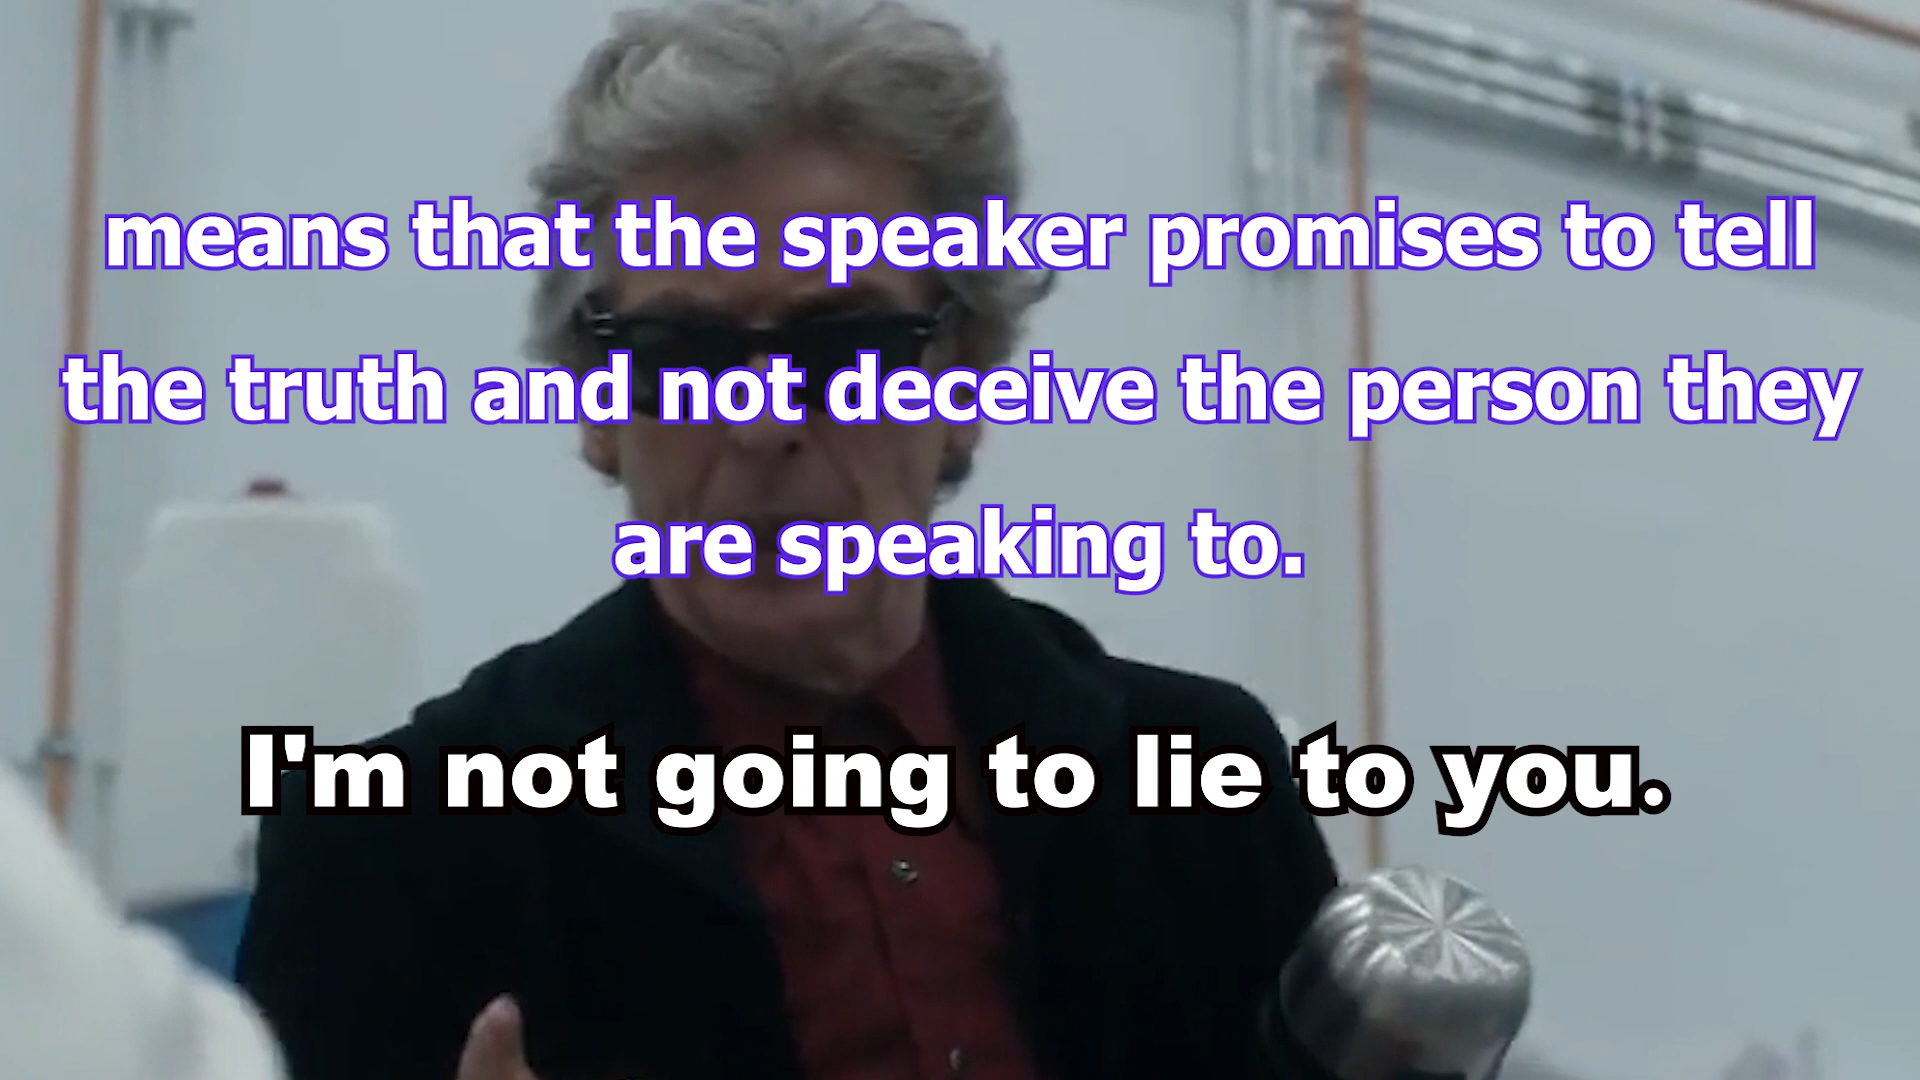 means that the speaker promises to tell
the truth and not deceive the person they
are speaking to.
I'm not going to lie to you.